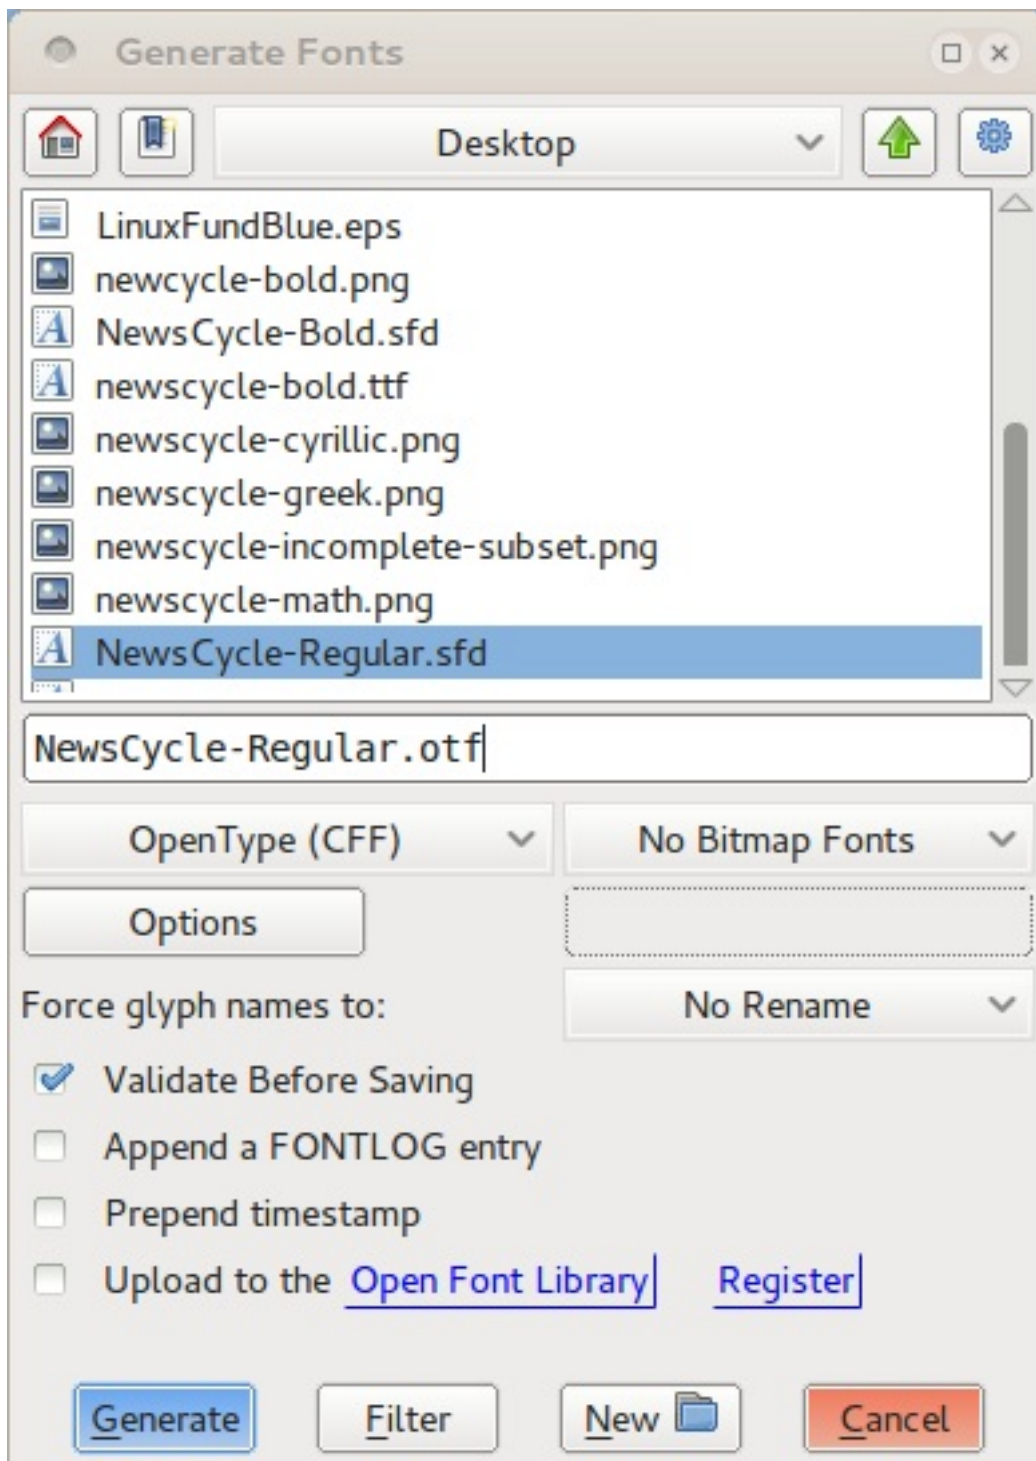 Generate Fonts
Desktop
LinuxFundBlue.eps
newcycle-bold.png
NewsCycle-Bold.sfd
newscycle-bold.ttf
newscycle-cyrillic.png
newscycle-greek.png
newscycle-incomplete-subset.png
newscycle-math.png
NewsCycle-Regular.sfd
NewsCycle-Regular.otf
OpenType (CFF) No Bitmap Fonts
Options
Force glyph names to: No Rename
Validate Before Saving
Append a FONTLOG entry
Prepend timestamp
Upload to the Open Font Library Register
Generate Filter New Cancel